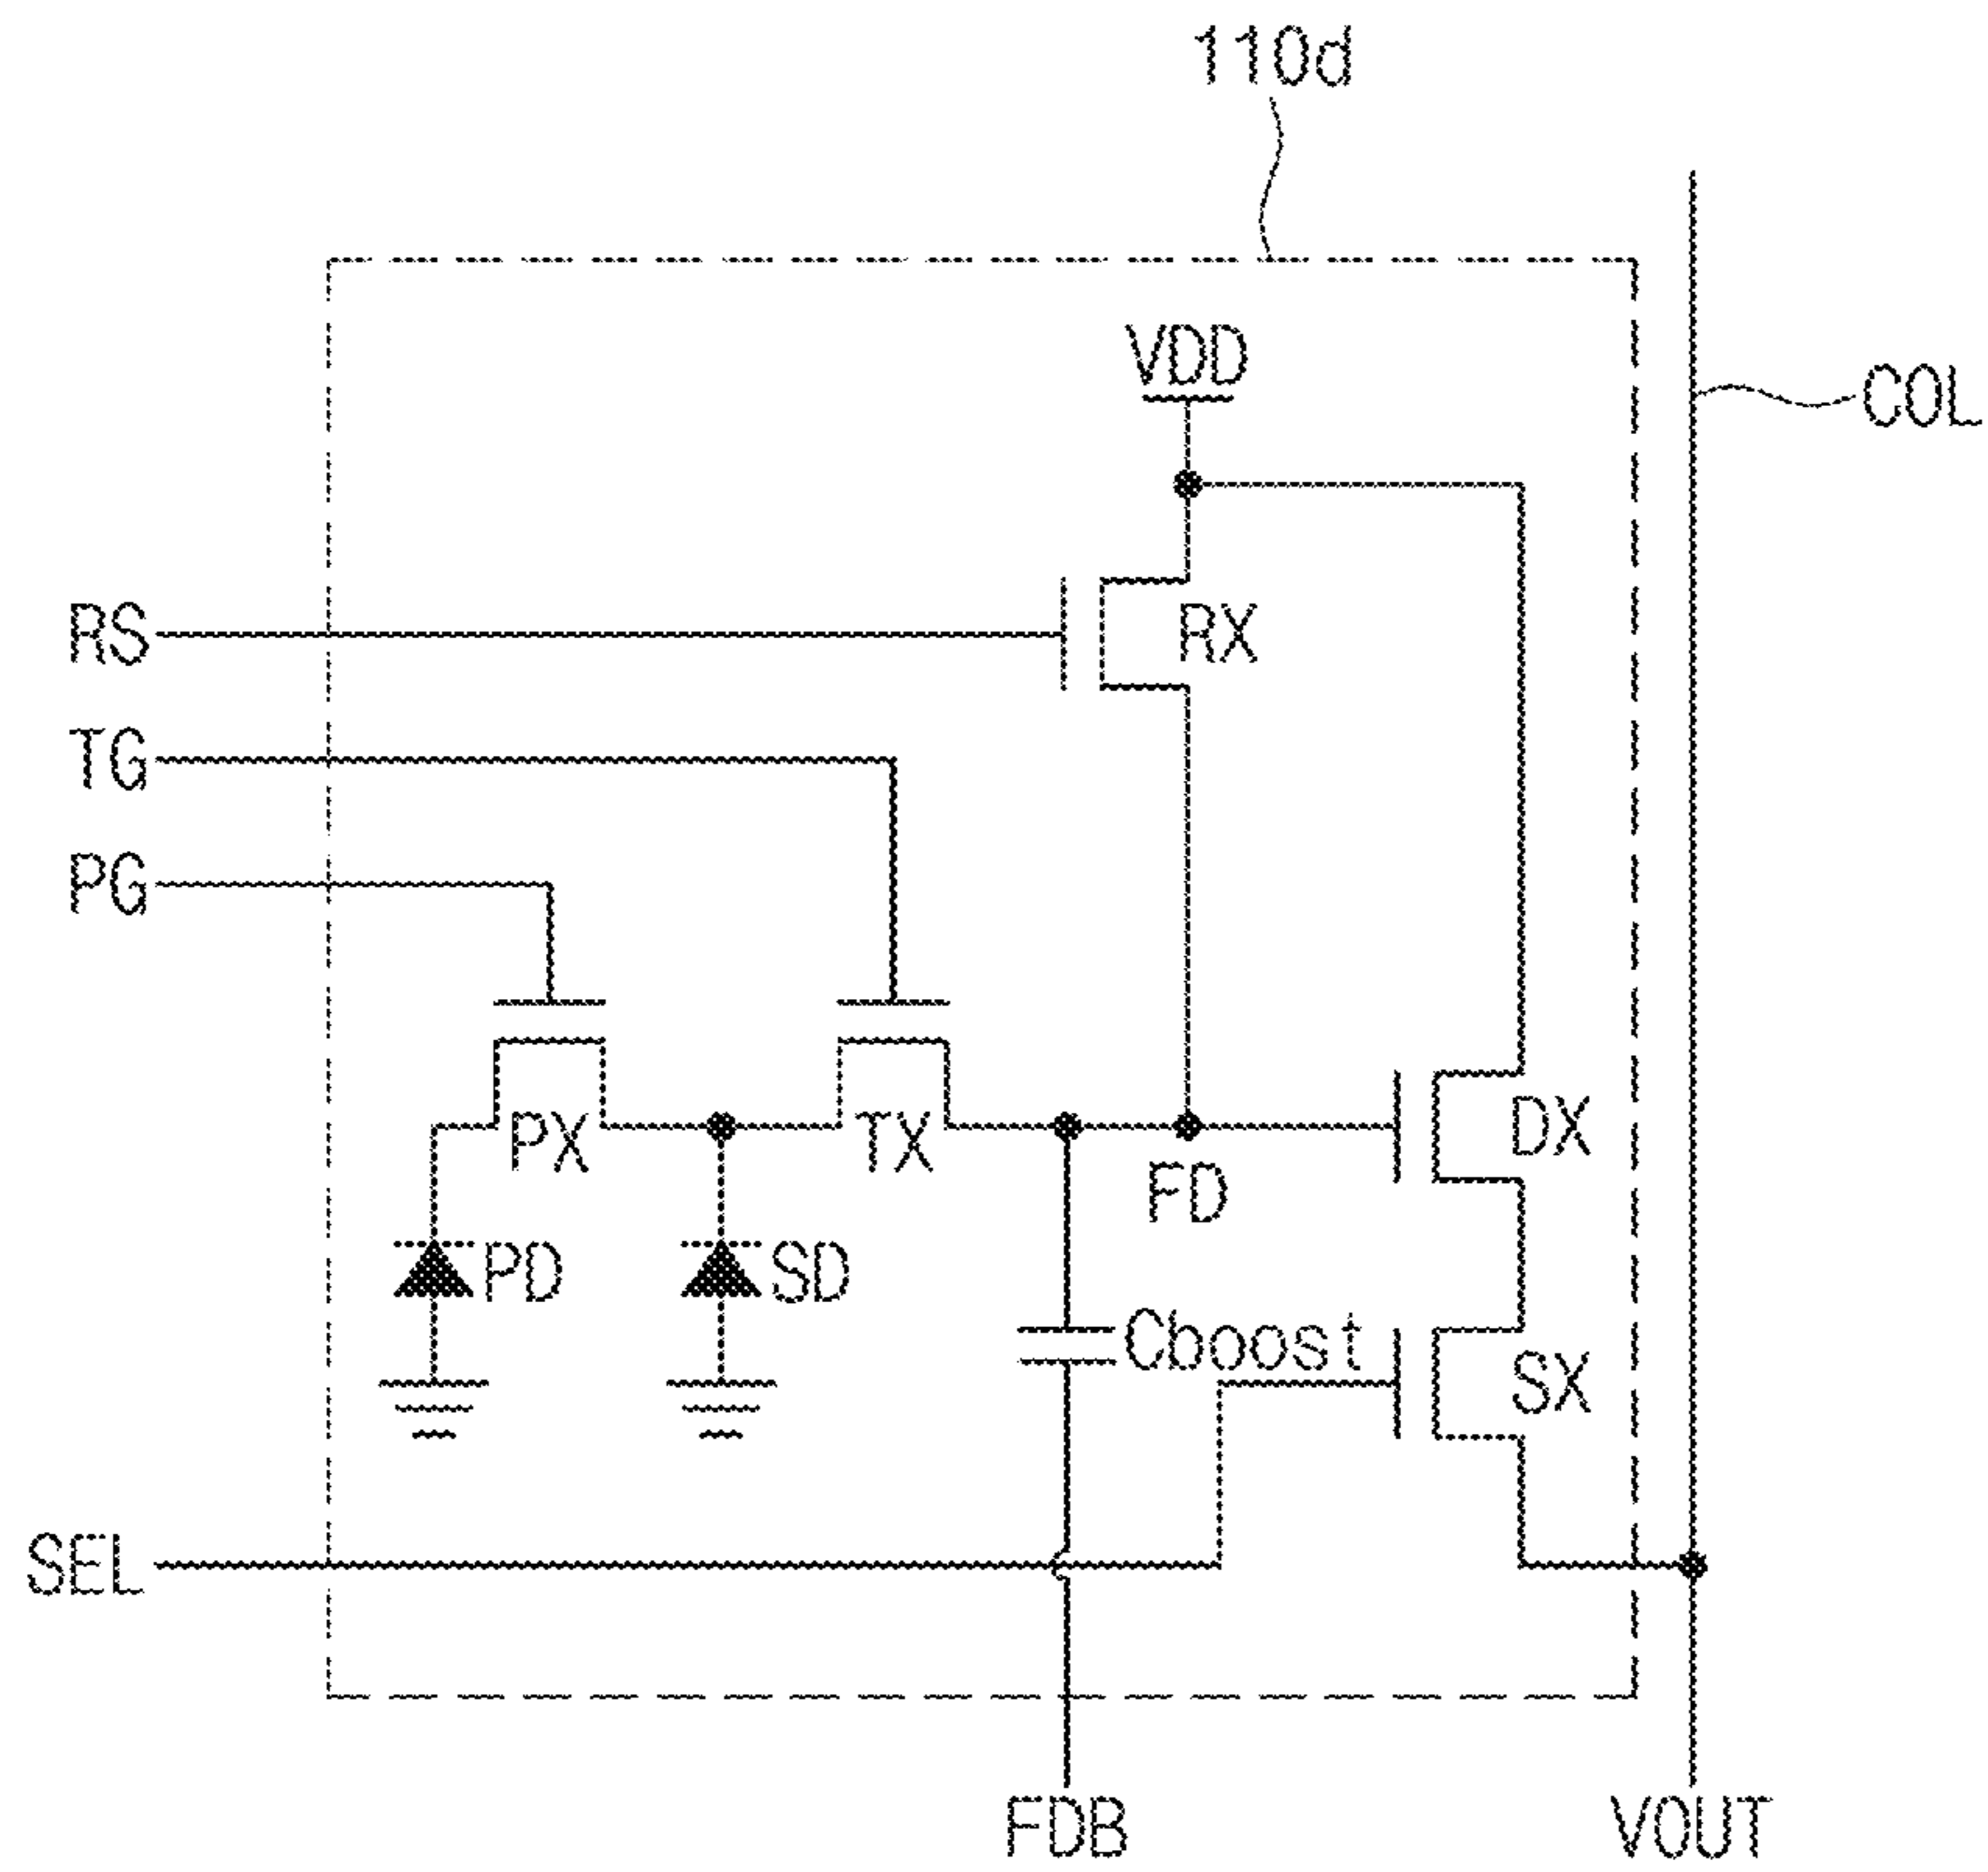 110d
VDD
COL
RS
RX
TG
PG
PX
TX
DX
FD
PD
SD
Cboost
SX
SEL
FDB
VOUT